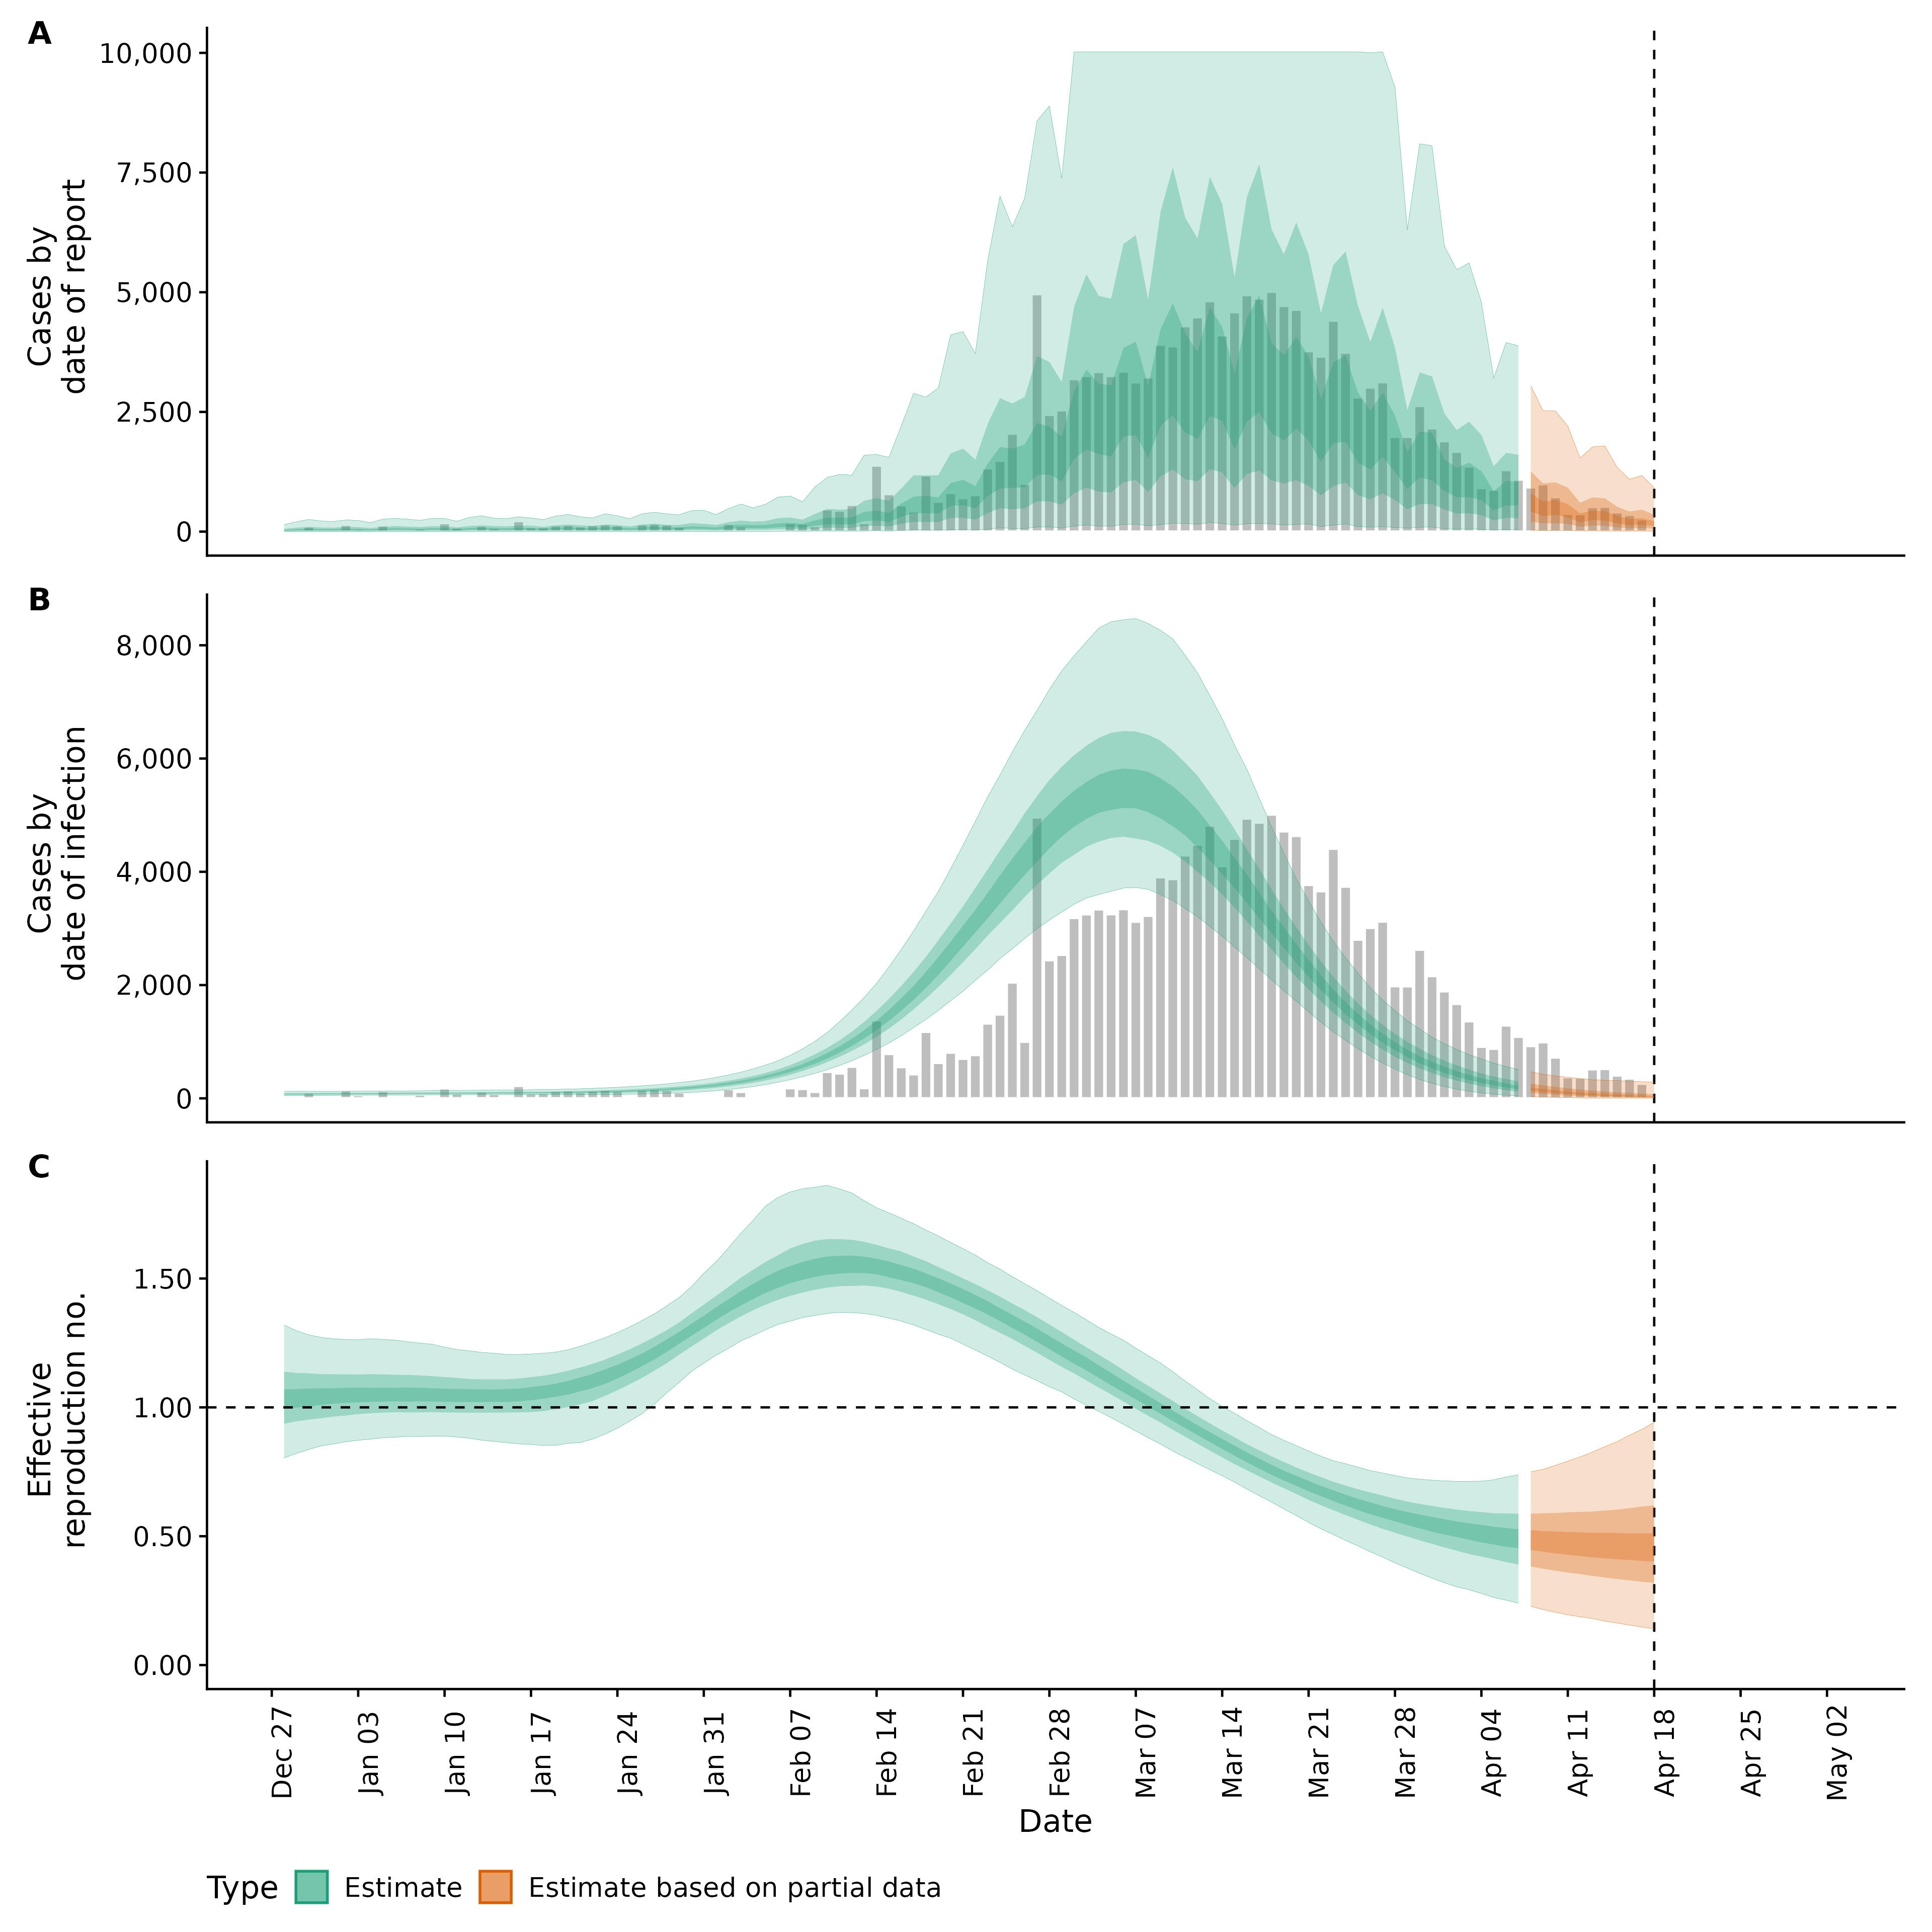 A
10,000
7,500
5,000
2,500
0
Cases by
date of report
B
8,000
6,000
4,000
2,000
0
Cases by
date of infection
C
1.50
1.00
0.50
0.00
Effective
reproduction no.
Dec 27
Jan 03
Jan 10
Jan 17
Jan 24
Jan 31
Feb 07
Feb 14
Feb 21
Feb 28
Mar 07
Mar 14
Mar 21
Mar 28
Apr 04
Apr 11
Apr 18
Apr 25
May 02
Date
Type Estimate Estimate based on partial data